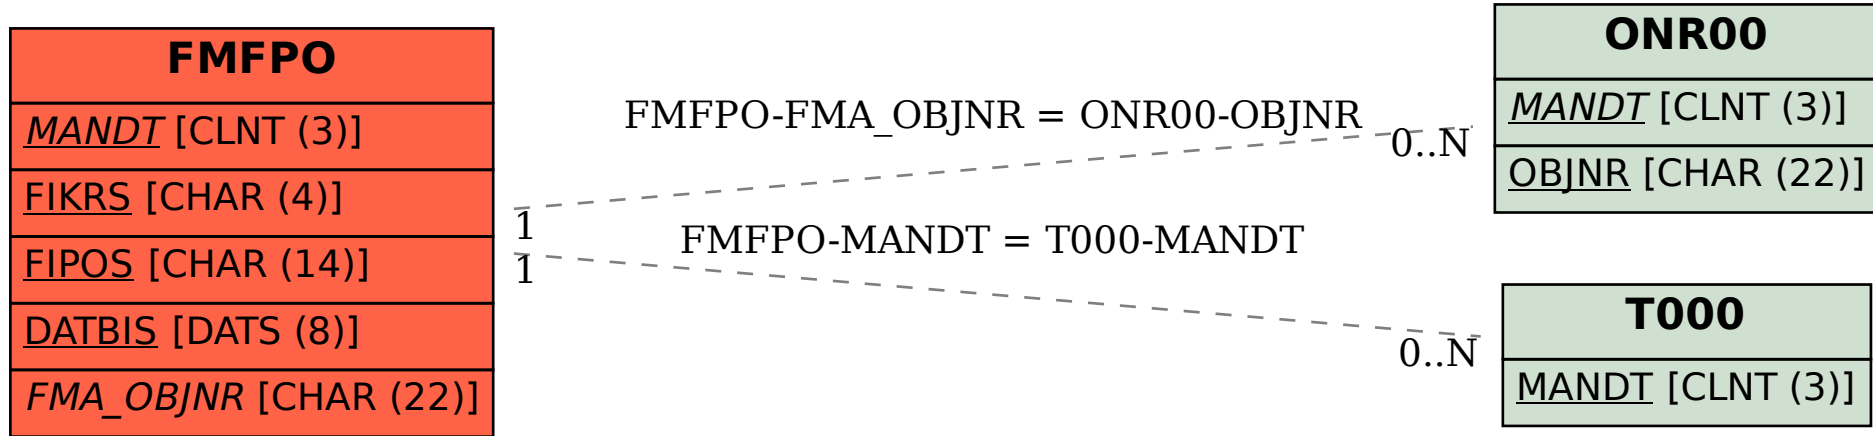 FMFPO
MANDT [CLNT (3)]
FIKRS [CHAR (4)]
FIPOS [CHAR (14)]
DATBIS [DATS (8)]
FMA_OBJNR [CHAR (22)]
FMFPO-FMA_OBJNR = ONR00-OBJNR
0..N
1
FMFPO-MANDT = T000-MANDT
1
0..N
ONR00
MANDT [CLNT (3)]
OBJNR [CHAR (22)]
T000
MANDT [CLNT (3)]